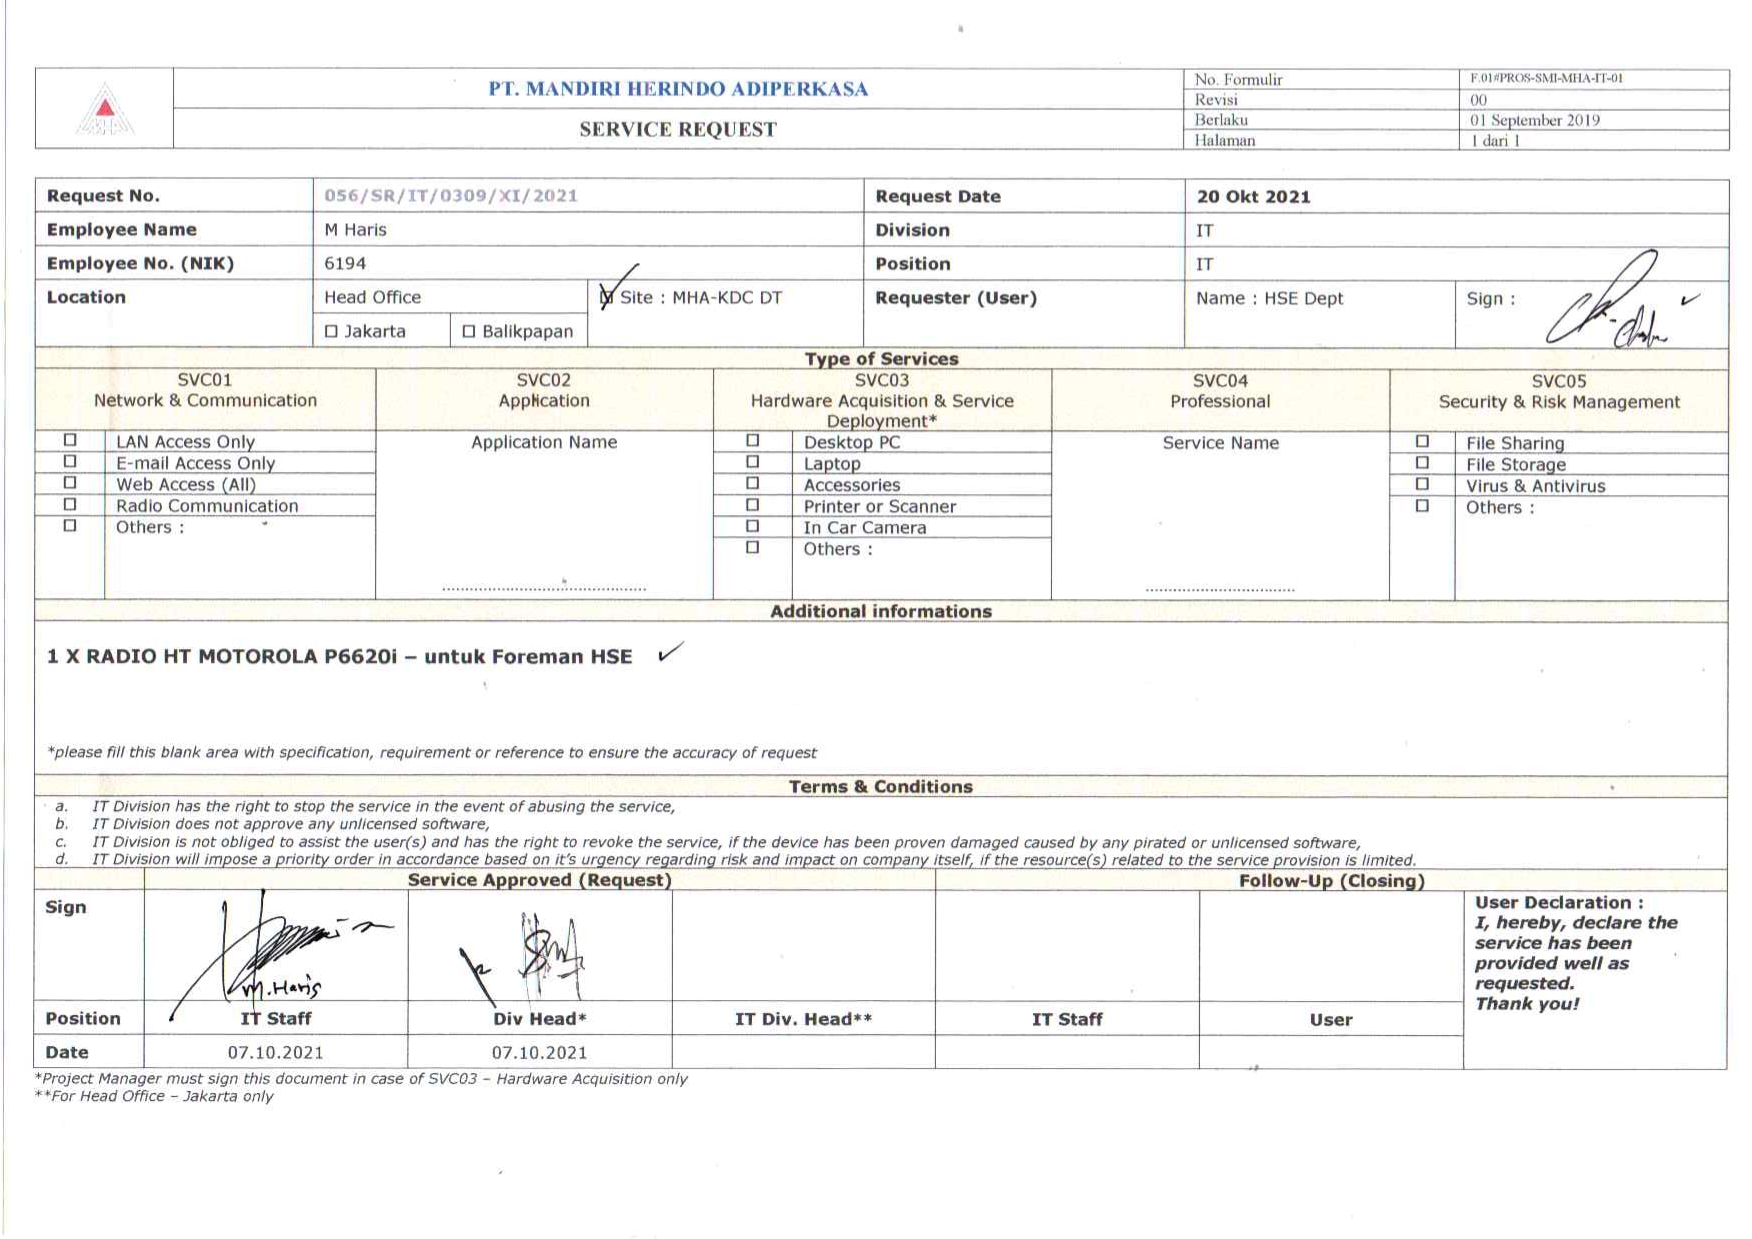 PT. MANDIRI HERINDO ADIPERKASA
SERVICE REQUEST
No. Formulir F.01#PROS-SMI-MHA-IT-01
Revisi 00
Berlaku 01 September 2019
Halaman 1 dari 1
Request No. 056/SR/IT/0309/XI/2021 Request Date 20 Okt 2021
Employee Name M Haris Division IT
Employee No. (NIK) 6194 Position IT
Location Head Office Site : MHA-KDC DT Requester (User) Name : HSE Dept Sign :
Jakarta Balikpapan
Type of Services
SVC01 SVC02 SVC03 SVC04 SVC05
Network & Communication Application Hardware Acquisition & Service Professional Security & Risk Management
Deployment*
LAN Access Only Application Name Desktop PC Service Name File Sharing
E-mail Access Only Laptop File Storage
Web Access (All) Accessories Virus & Antivirus
Radio Communication Printer or Scanner Others :
Others : In Car Camera
Others :
Additional informations
1 X RADIO HT MOTOROLA P6620i – untuk Foreman HSE
*please fill this blank area with specification, requirement or reference to ensure the accuracy of request
Terms & Conditions
a. IT Division has the right to stop the service in the event of abusing the service,
b. IT Division does not approve any unlicensed software,
c. IT Division is not obliged to assist the user(s) and has the right to revoke the service, if the device has been proven damaged caused by any pirated or unlicensed software,
d. IT Division will impose a priority order in accordance based on it's urgency regarding risk and impact on company itself, if the resource(s) related to the service provision is limited.
Service Approved (Request) Follow-Up (Closing)
Sign
M. Haris
User Declaration :
I, hereby, declare the
service has been
provided well as
requested.
Thank you!
Position IT Staff Div Head* IT Div. Head** IT Staff User
Date 07.10.2021 07.10.2021
*Project Manager must sign this document in case of SVC03 – Hardware Acquisition only
**For Head Office – Jakarta only